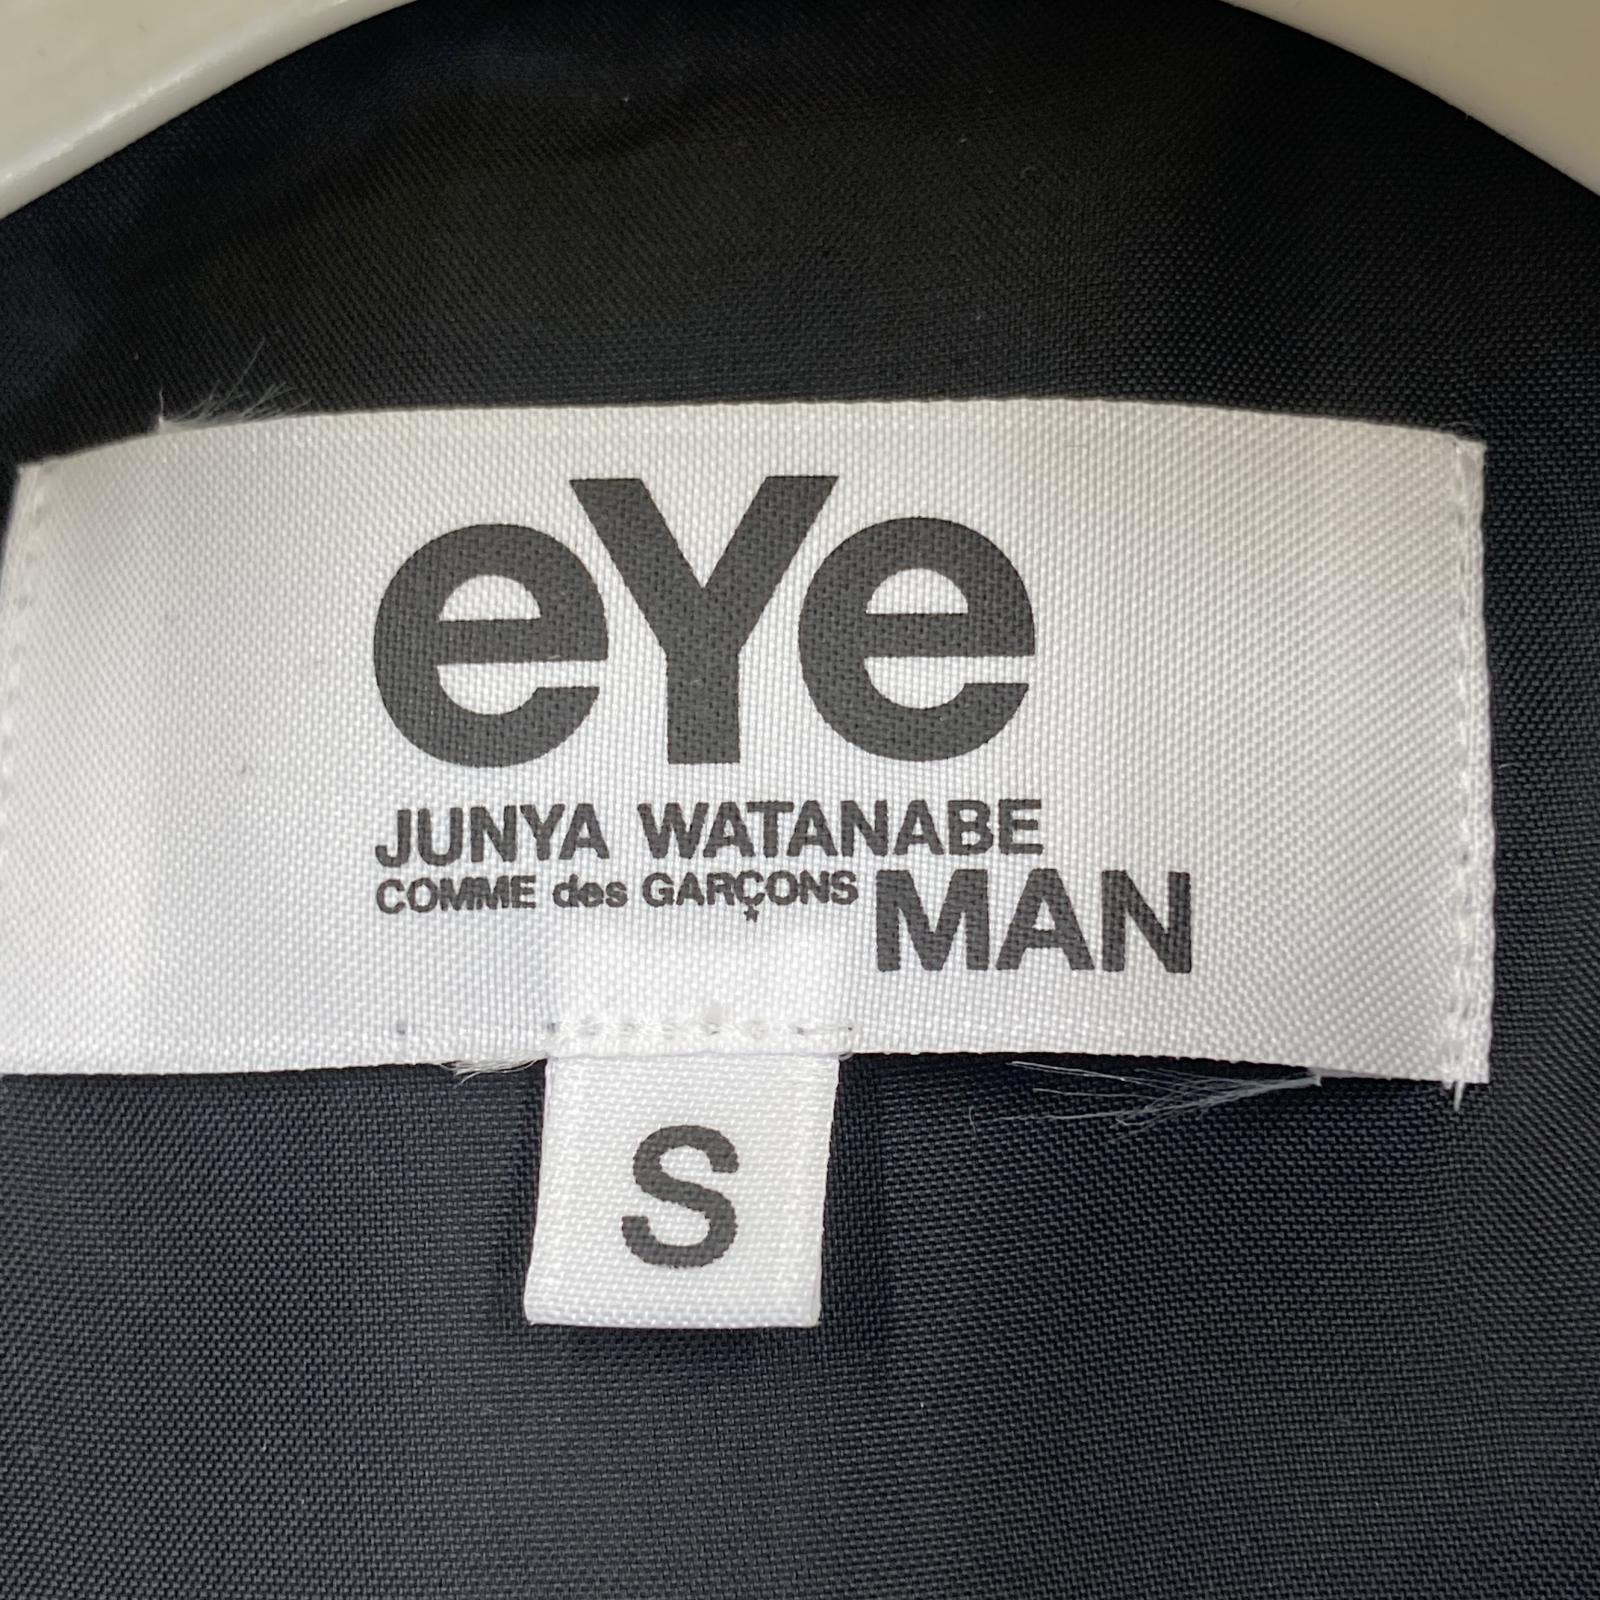 eYe
JUNYA WATANABE
COMME des GARÇONS MAN
S